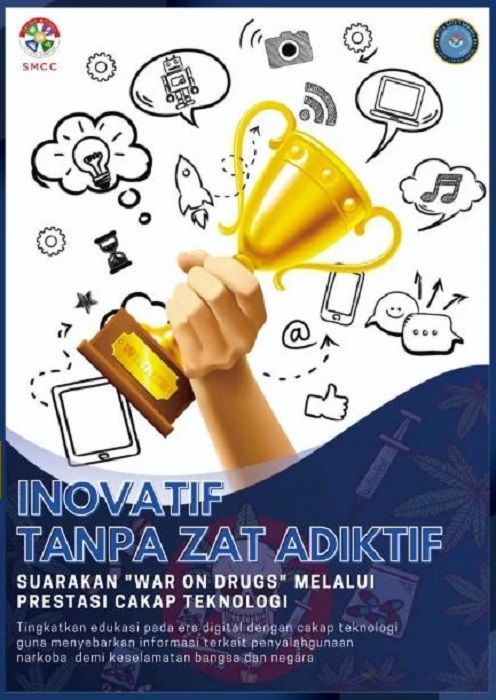 SMCC
@
WINNER
INOVATIF
TANPA ZAT ADIKTIF
SUARAKAN "WAR ON DRUGS" MELALUI
PRESTASI CAKAP TEKNOLOGI
Tingkatkan edukasi pada era digital dengan cakap teknologi
guna menyebarkan informasi terkait penyalahgunaan
narkoba demi keselamatan bangsa dan negara